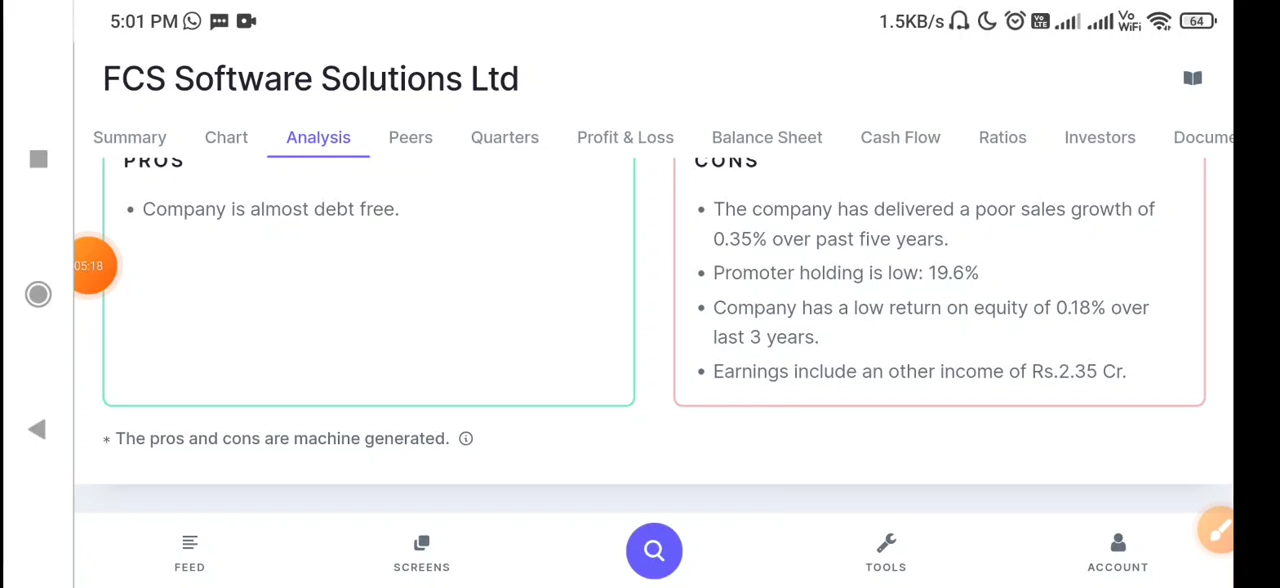 5:01 PM
1.5KB/s
Vo LTE
Vo WiFi
64
FCS Software Solutions Ltd
Summary Chart Analysis Peers Quarters Profit & Loss Balance Sheet Cash Flow Ratios Investors Docume
PROS
• Company is almost debt free.
05:18
CONS
• The company has delivered a poor sales growth of
0.35% over past five years.
• Promoter holding is low: 19.6%
• Company has a low return on equity of 0.18% over
last 3 years.
• Earnings include an other income of Rs.2.35 Cr.
* The pros and cons are machine generated.
FEED
SCREENS
TOOLS
ACCOUNT